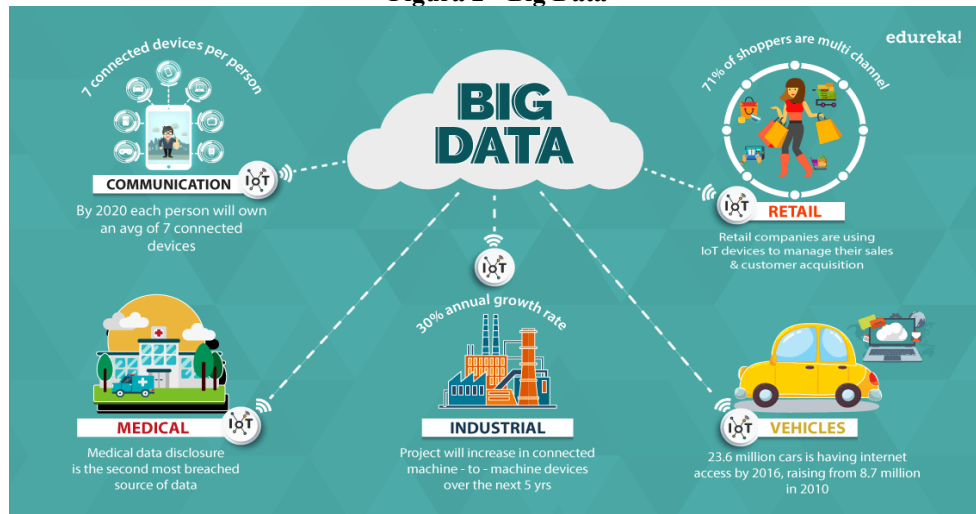 edureka!
BIG
DATA
7 connected devices per person
IoT
COMMUNICATION
By 2020 each person will own
an avg of 7 connected
devices
71% of shoppers are multi channel
IoT
RETAIL
Retail companies are using
IoT devices to manage their sales
& customer acquisition
MEDICAL
IoT
Medical data disclosure
is the second most breached
source of data
IoT
30% annual growth rate
INDUSTRIAL
Project will increase in connected
machine - to - machine devices
over the next 5 yrs
IoT
VEHICLES
23.6 million cars is having internet
access by 2016, raising from 8.7 million
in 2010